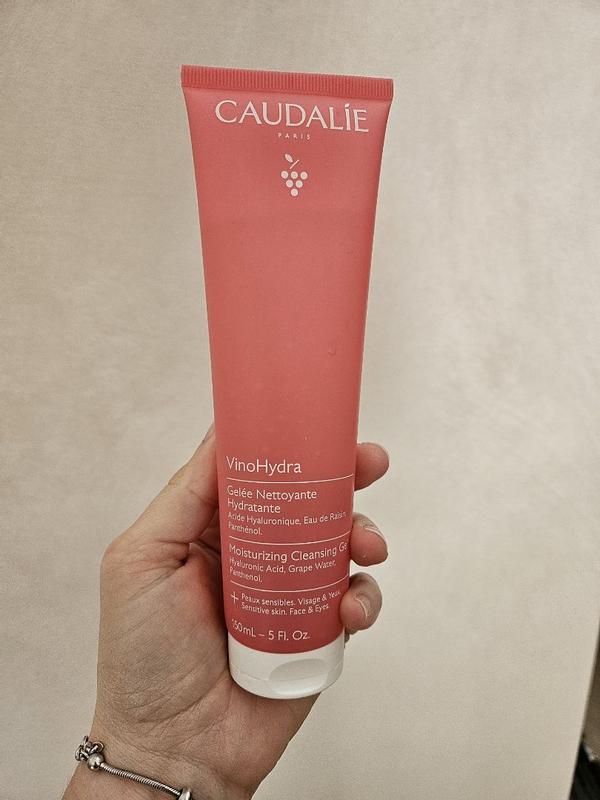 CAUDALÍE
PARIS
VinoHydra
Gelée Nettoyante
Hydratante
Acide Hyaluronique, Eau de Raisin,
Panthénol.
Moisturizing Cleansing
Hyaluronic Acid, Grape Water,
Panthenol.
+ Peaux sensibles. Visage & Yeux.
Sensitive skin. Face & Eyes.
150mL – 5 Fl. Oz.